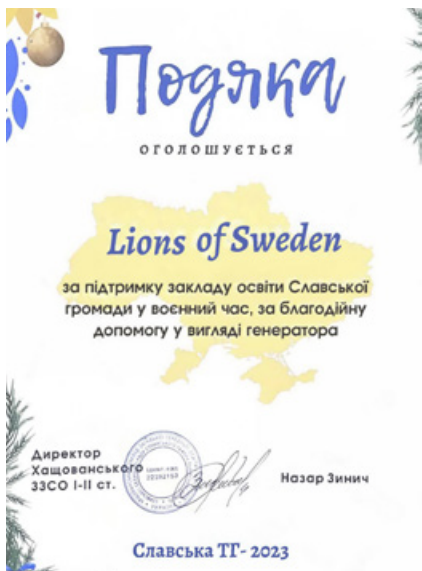 Подяка
ОГОЛОШУЄТЬСЯ
Lions of Sweden
за підтримку закладу освіти Славської
громади у воєнний час, за благодійну
допомогу у вигляді генератора
Директор
Хащованського
ЗЗСО І-ІІ ст.
Назар Зинич
Славська ТГ- 2023